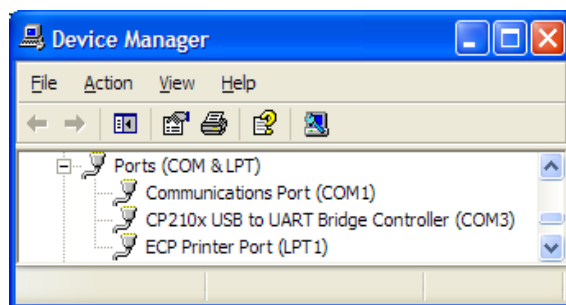 Device Manager
File Action View Help
Ports (COM & LPT)
Communications Port (COM1)
CP210x USB to UART Bridge Controller (COM3)
ECP Printer Port (LPT1)